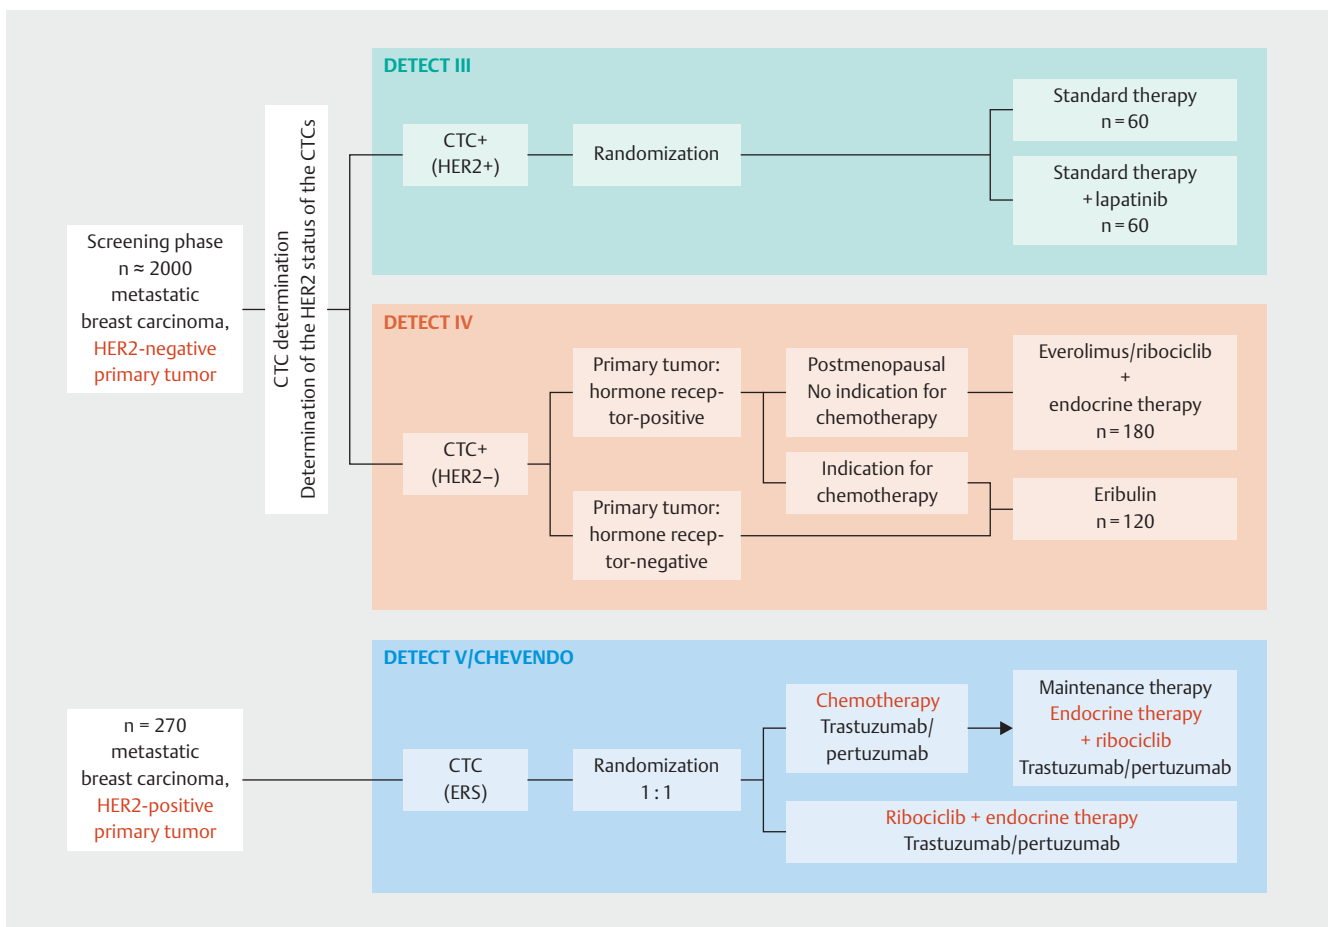 Screening phase
n ≈ 2000
metastatic
breast carcinoma,
HER2-negative
primary tumor
CTC determination
Determination of the HER2 status of the CTCs
DETECT III
CTC+
(HER2+)
Randomization
Standard therapy
n = 60
Standard therapy
+ lapatinib
n = 60
DETECT IV
CTC+
(HER2–)
Primary tumor:
hormone recep-
tor-positive
Postmenopausal
No indication for
chemotherapy
Everolimus/ribociclib
+
endocrine therapy
n = 180
Indication for
chemotherapy
Primary tumor:
hormone recep-
tor-negative
Eribulin
n = 120
n = 270
metastatic
breast carcinoma,
HER2-positive
primary tumor
DETECT V/CHEVENDO
CTC
(ERS)
Randomization
1 : 1
Chemotherapy
Trastuzumab/
pertuzumab
Maintenance therapy
Endocrine therapy
+ ribociclib
Trastuzumab/pertuzumab
Ribociclib + endocrine therapy
Trastuzumab/pertuzumab